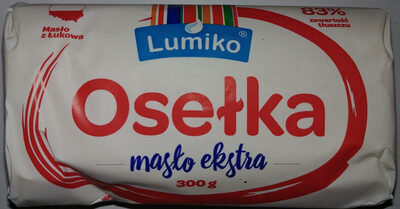 Masło
z Łukowa
Lumiko®
83%
zawartość
tłuszczu
Osełka
masło ekstra
300 g